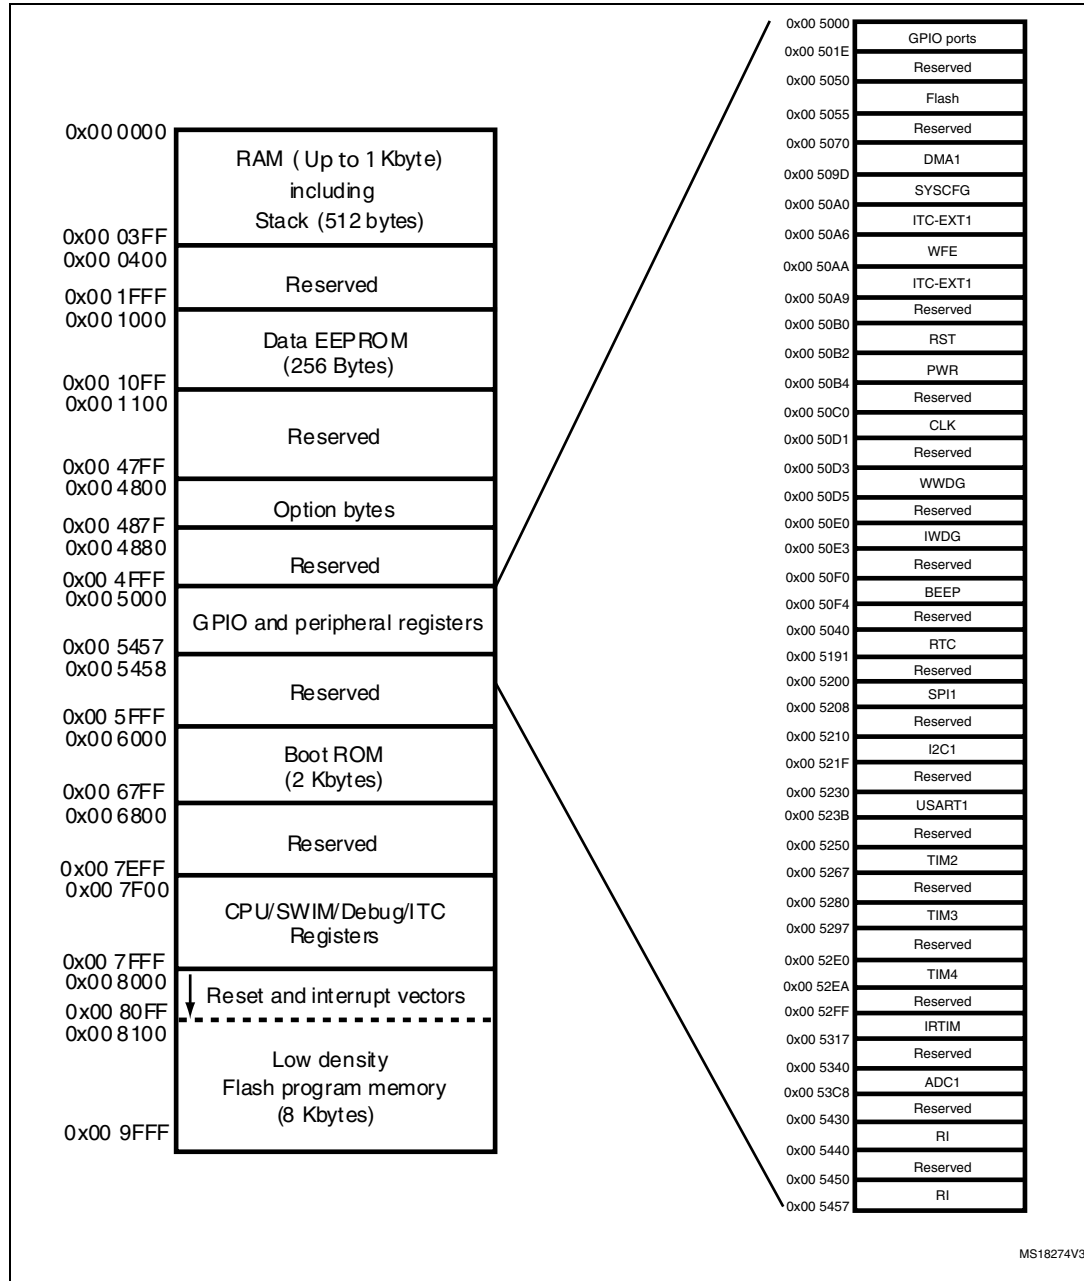 0x00 0000
RAM (Up to 1 Kbyte)
including
Stack (512 bytes)
0x00 03FF
0x00 0400
Reserved
0x00 1FFF
0x00 1000
Data EEPROM
(256 Bytes)
0x00 10FF
0x00 1100
Reserved
0x00 47FF
0x00 4800
Option bytes
0x00 487F
0x00 4880
Reserved
0x00 4FFF
0x00 5000
GPIO and peripheral registers
0x00 5457
0x00 5458
Reserved
0x00 5FFF
0x00 6000
Boot ROM
(2 Kbytes)
0x00 67FF
0x00 6800
Reserved
0x00 7EFF
0x00 7F00
CPU/SWIM/Debug/ITC
Registers
0x00 7FFF
0x00 8000
Reset and interrupt vectors
0x00 80FF
0x00 8100
Low density
Flash program memory
(8 Kbytes)
0x00 9FFF
0x00 5000
GPIO ports
0x00 501E
Reserved
0x00 5050
Flash
0x00 5055
Reserved
0x00 5070
DMA1
0x00 509D
SYSCFG
0x00 50A0
ITC-EXT1
0x00 50A6
WFE
0x00 50AA
ITC-EXT1
0x00 50A9
Reserved
0x00 50B0
RST
0x00 50B2
PWR
0x00 50B4
Reserved
0x00 50C0
CLK
0x00 50D1
Reserved
0x00 50D3
WWDG
0x00 50D5
Reserved
0x00 50E0
IWDG
0x00 50E3
Reserved
0x00 50F0
BEEP
0x00 50F4
Reserved
0x00 5040
RTC
0x00 5191
Reserved
0x00 5200
SPI1
0x00 5208
Reserved
0x00 5210
I2C1
0x00 521F
Reserved
0x00 5230
USART1
0x00 523B
Reserved
0x00 5250
TIM2
0x00 5267
Reserved
0x00 5280
TIM3
0x00 5297
Reserved
0x00 52E0
TIM4
0x00 52EA
Reserved
0x00 52FF
IRTIM
0x00 5317
Reserved
0x00 5340
ADC1
0x00 53C8
Reserved
0x00 5430
RI
0x00 5440
Reserved
0x00 5450
RI
0x00 5457
MS18274V3